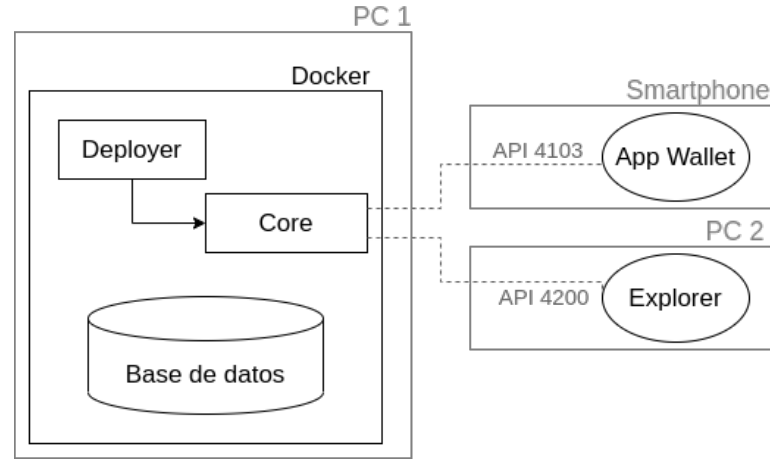 PC 1
Docker
Deployer
Core
Base de datos
Smartphone
API 4103
App Wallet
PC 2
API 4200
Explorer